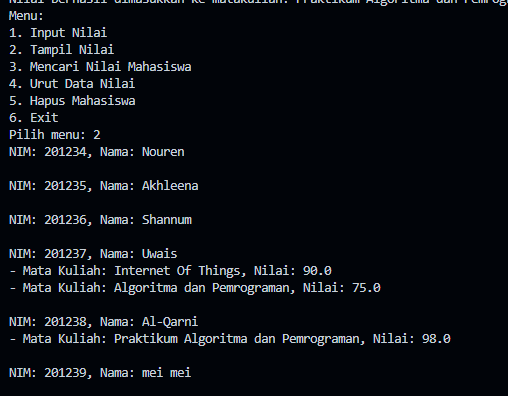 Nilai berhasil dimasukkan ke matakuliah: Praktikum Algoritma dan Pemrog
Menu:
1. Input Nilai
2. Tampil Nilai
3. Mencari Nilai Mahasiswa
4. Urut Data Nilai
5. Hapus Mahasiswa
6. Exit
Pilih menu: 2
NIM: 201234, Nama: Nouren
NIM: 201235, Nama: Akhleena
NIM: 201236, Nama: Shannum
NIM: 201237, Nama: Uwais
- Mata Kuliah: Internet Of Things, Nilai: 90.0
- Mata Kuliah: Algoritma dan Pemrograman, Nilai: 75.0
NIM: 201238, Nama: Al-Qarni
- Mata Kuliah: Praktikum Algoritma dan Pemrograman, Nilai: 98.0
NIM: 201239, Nama: mei mei